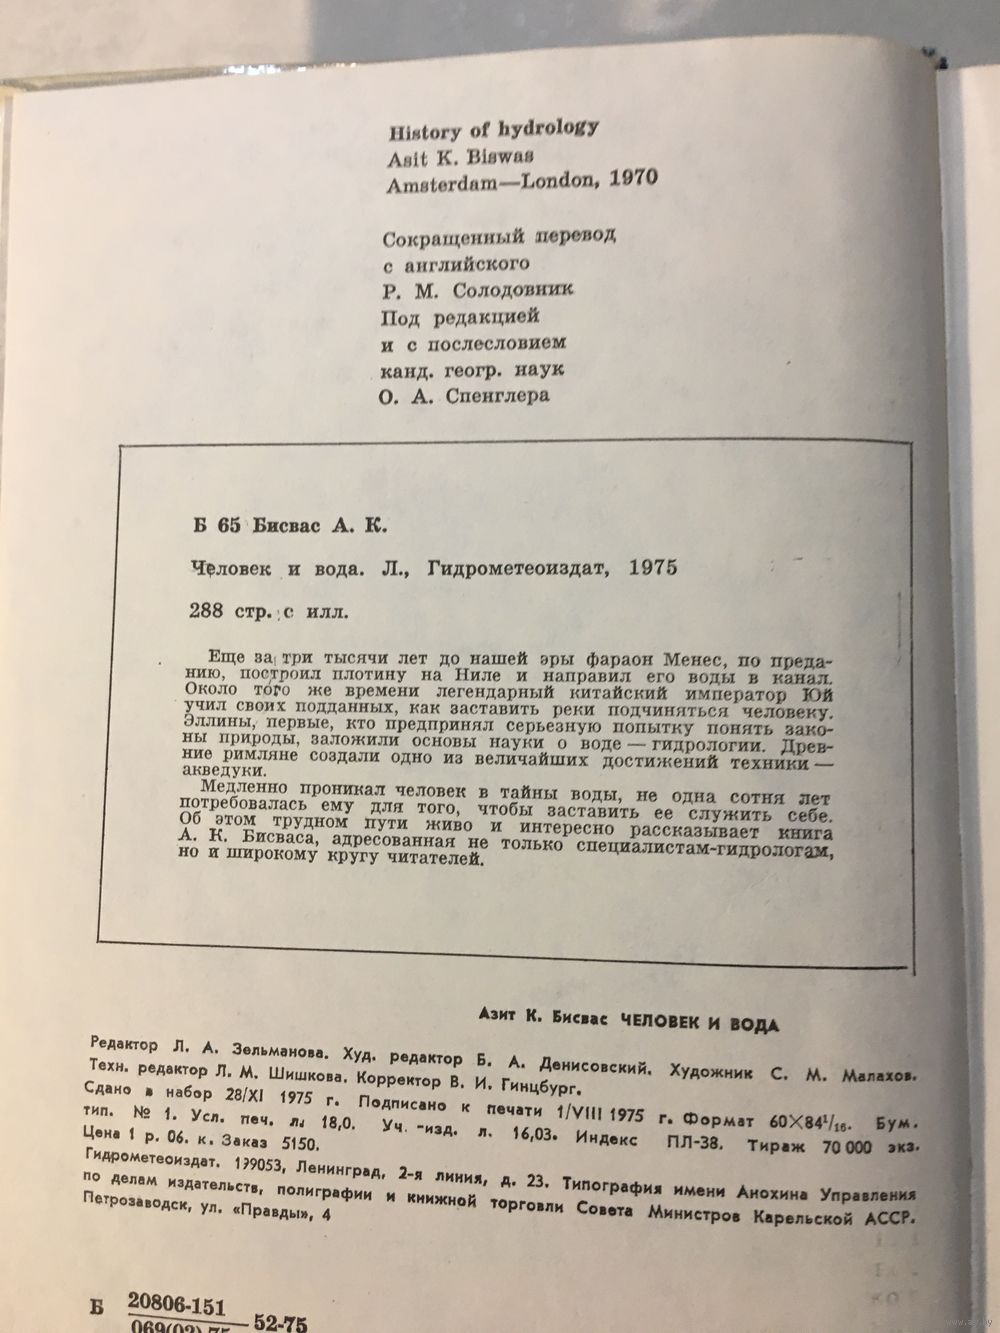 History of hydrology
Asit K. Biswas
Amsterdam—London, 1970
Сокращенный перевод
с английского
Р. М. Солодовник
Под редакцией
и с послесловием
канд. геогр. наук
О. А. Спенглера
Б 65 Бисвас А. К.
Человек и вода. Л., Гидрометеоиздат, 1975
288 стр. с илл.
Еще за три тысячи лет до нашей эры фараон Менес, по преда-
нию, построил плотину на Ниле и направил его воды в канал.
Около того же времени легендарный китайский император Юй
учил своих подданных, как заставить реки подчиняться человеку.
Эллины, первые, кто предпринял серьезную попытку понять зако-
ны природы, заложили основы науки о воде — гидрологии. Древ-
ние римляне создали одно из величайших достижений техники —
акведуки.
Медленно проникал человек в тайны воды, не одна сотня лет
потребовалась ему для того, чтобы заставить ее служить себе.
Об этом трудном пути живо и интересно рассказывает книга
А. К. Бисваса, адресованная не только специалистам-гидрологам,
но и широкому кругу читателей.
Азит К. Бисвас ЧЕЛОВЕК И ВОДА
Редактор Л. А. Зельманова. Худ. редактор Б. А. Денисовский. Художник С. М. Малахов.
Техн. редактор Л. М. Шишкова. Корректор В. И. Гинцбург.
Сдано в набор 28/XI 1975 г. Подписано к печати 1/VIII 1975 г. Формат 60×84 1/16. Бум.
тип. № 1. Усл. печ. л. 18,0. Уч.-изд. л. 16,03. Индекс ПЛ-38. Тираж 70 000 экз.
Цена 1 р. 06. к. Заказ 5150.
Гидрометеоиздат. 199053, Ленинград, 2-я линия, д. 23. Типография имени Анохина Управления
по делам издательств, полиграфии и книжной торговли Совета Министров Карельской АССР.
Петрозаводск, ул. «Правды», 4
Б 20806-151
069(02)-75 52-75